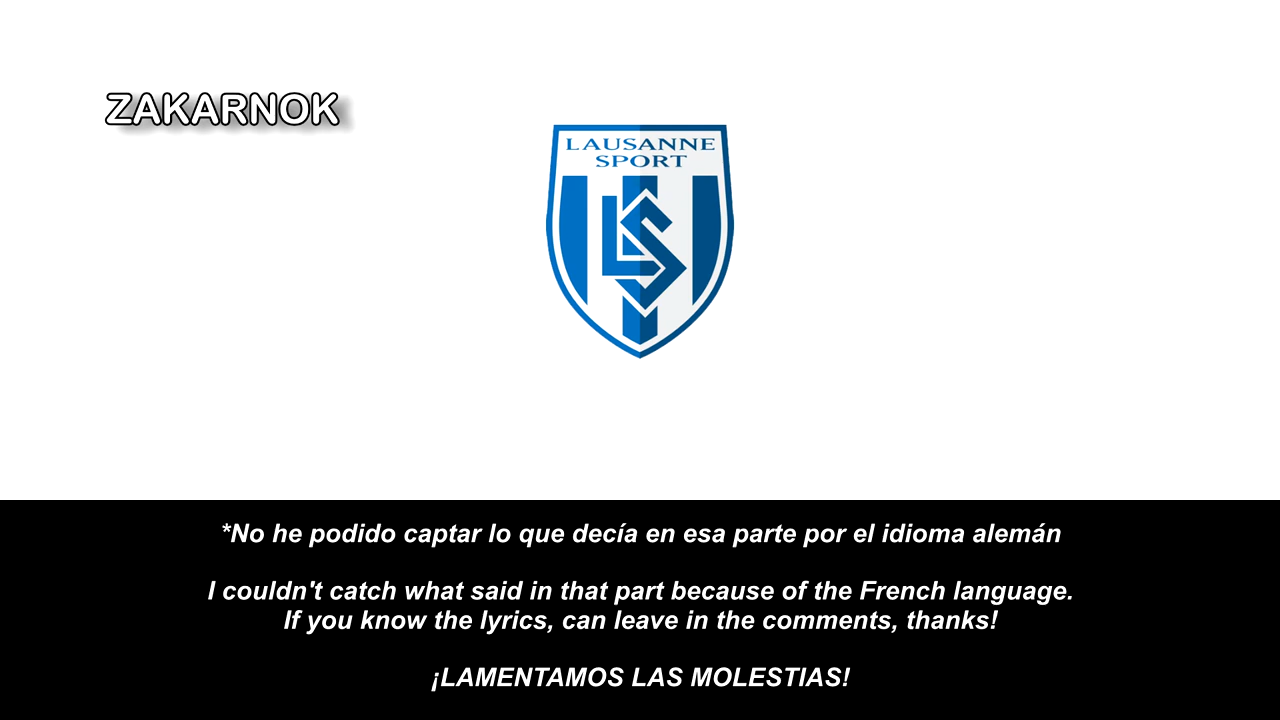 ZAKARNOK
LAUSANNE
SPORT
LS
*No he podido captar lo que decía en esa parte por el idioma alemán
I couldn't catch what said in that part because of the French language.
If you know the lyrics, can leave in the comments, thanks!
¡LAMENTAMOS LAS MOLESTIAS!